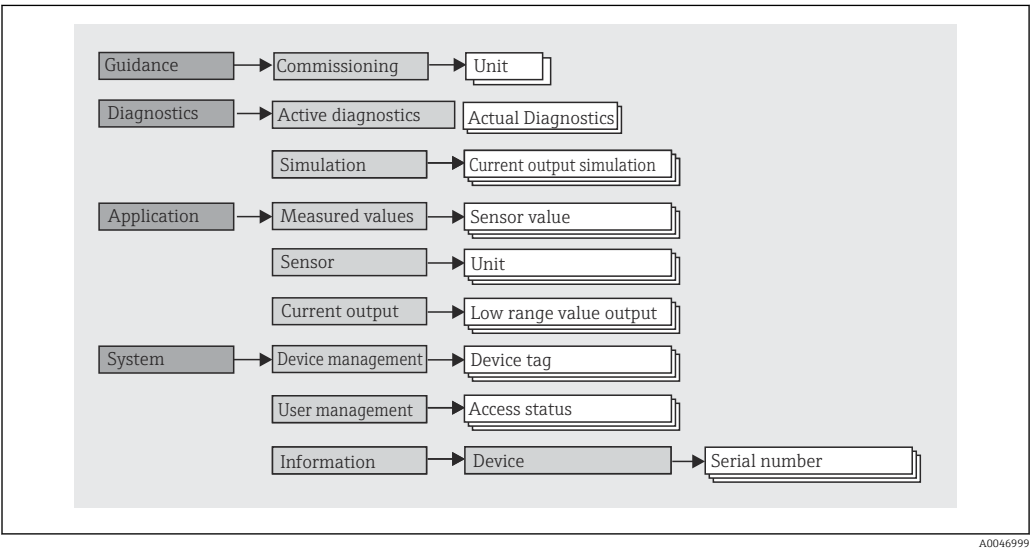 Guidance Commissioning Unit
Diagnostics Active diagnostics Actual Diagnostics
Simulation Current output simulation
Application Measured values Sensor value
Sensor Unit
Current output Low range value output
System Device management Device tag
User management Access status
Information Device Serial number
A0046999